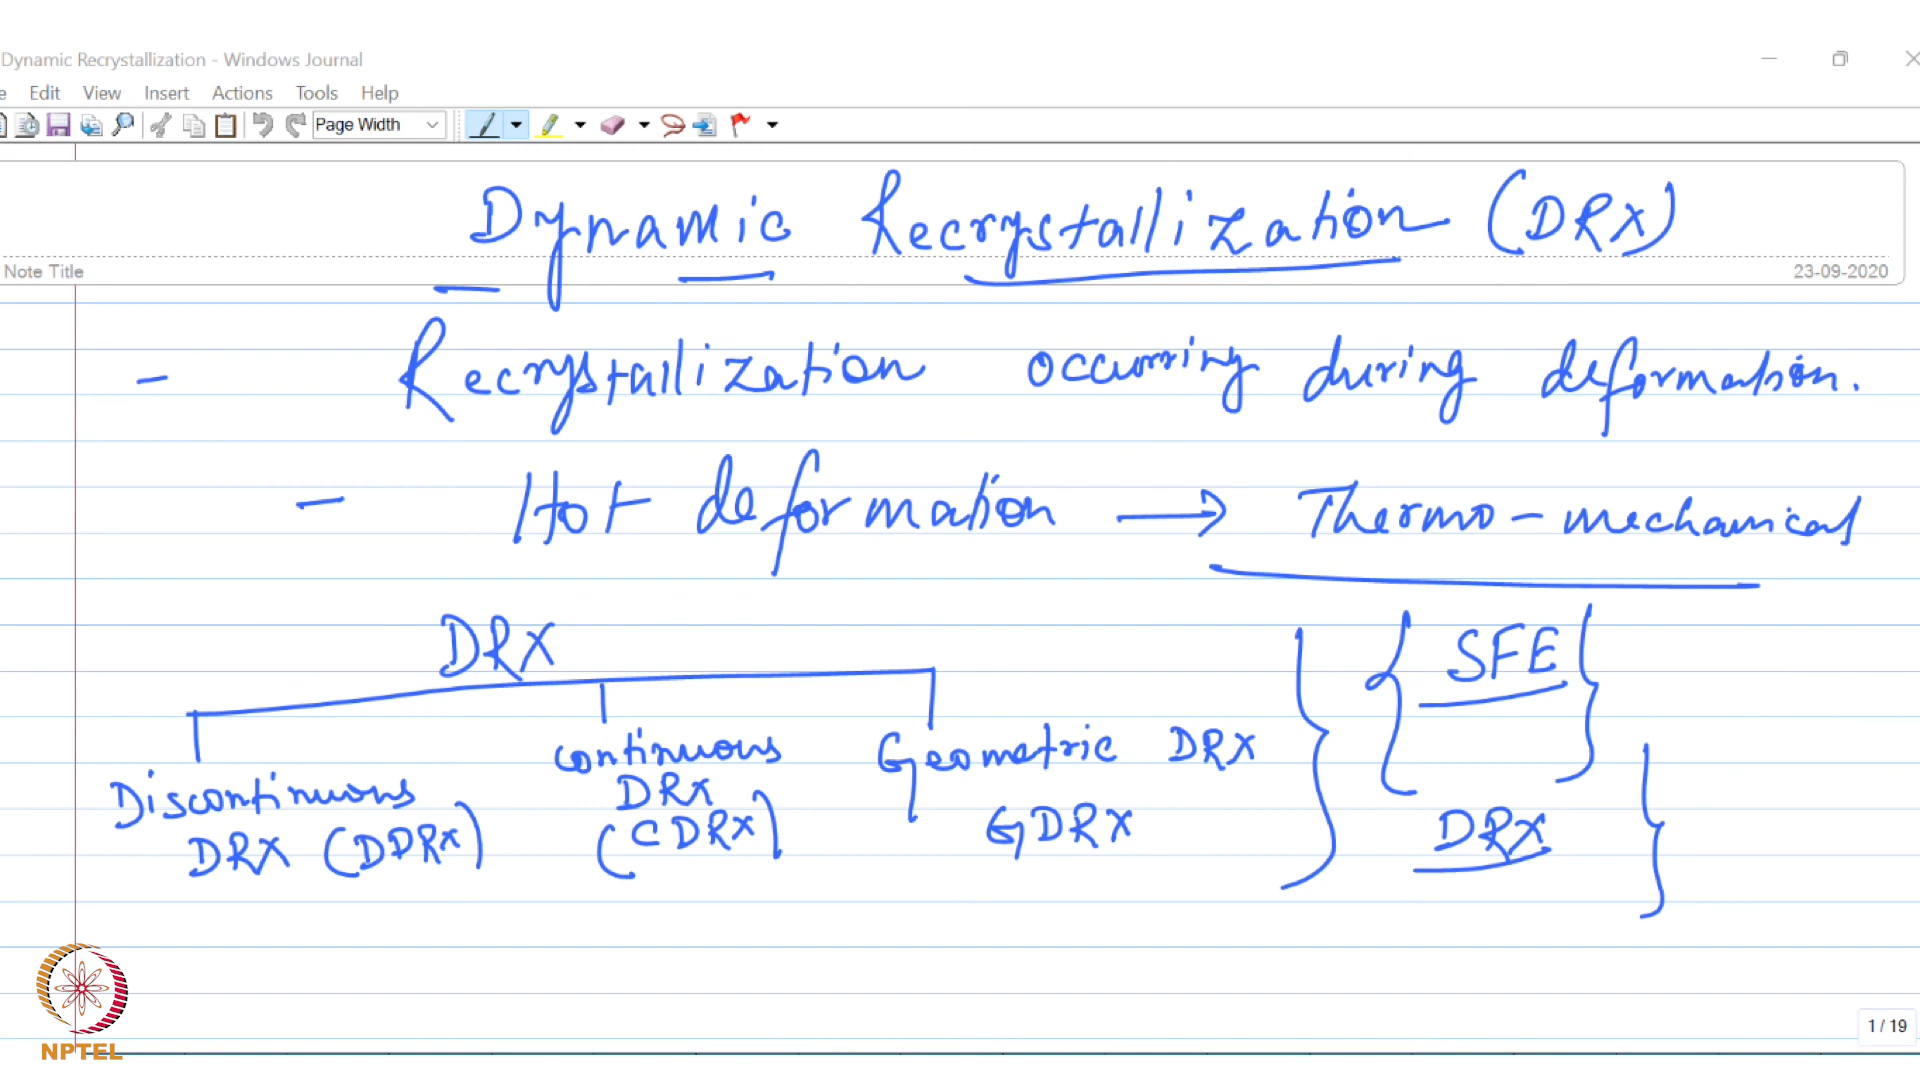 Dynamic Recrystallization - Windows Journal
Edit View Insert Actions Tools Help
Page Width
Dynamic Recrystallization (DRX)
Note Title
23-09-2020
- Recrystallization occurring during deformation.
- Hot deformation → Thermo-mechanical
DRX
Discontinuous
DRX (DDRX)
continuous
DRX
(CDRX)
Geometric DRX
GDRX
SFE
DRX
NPTEL
1 / 19